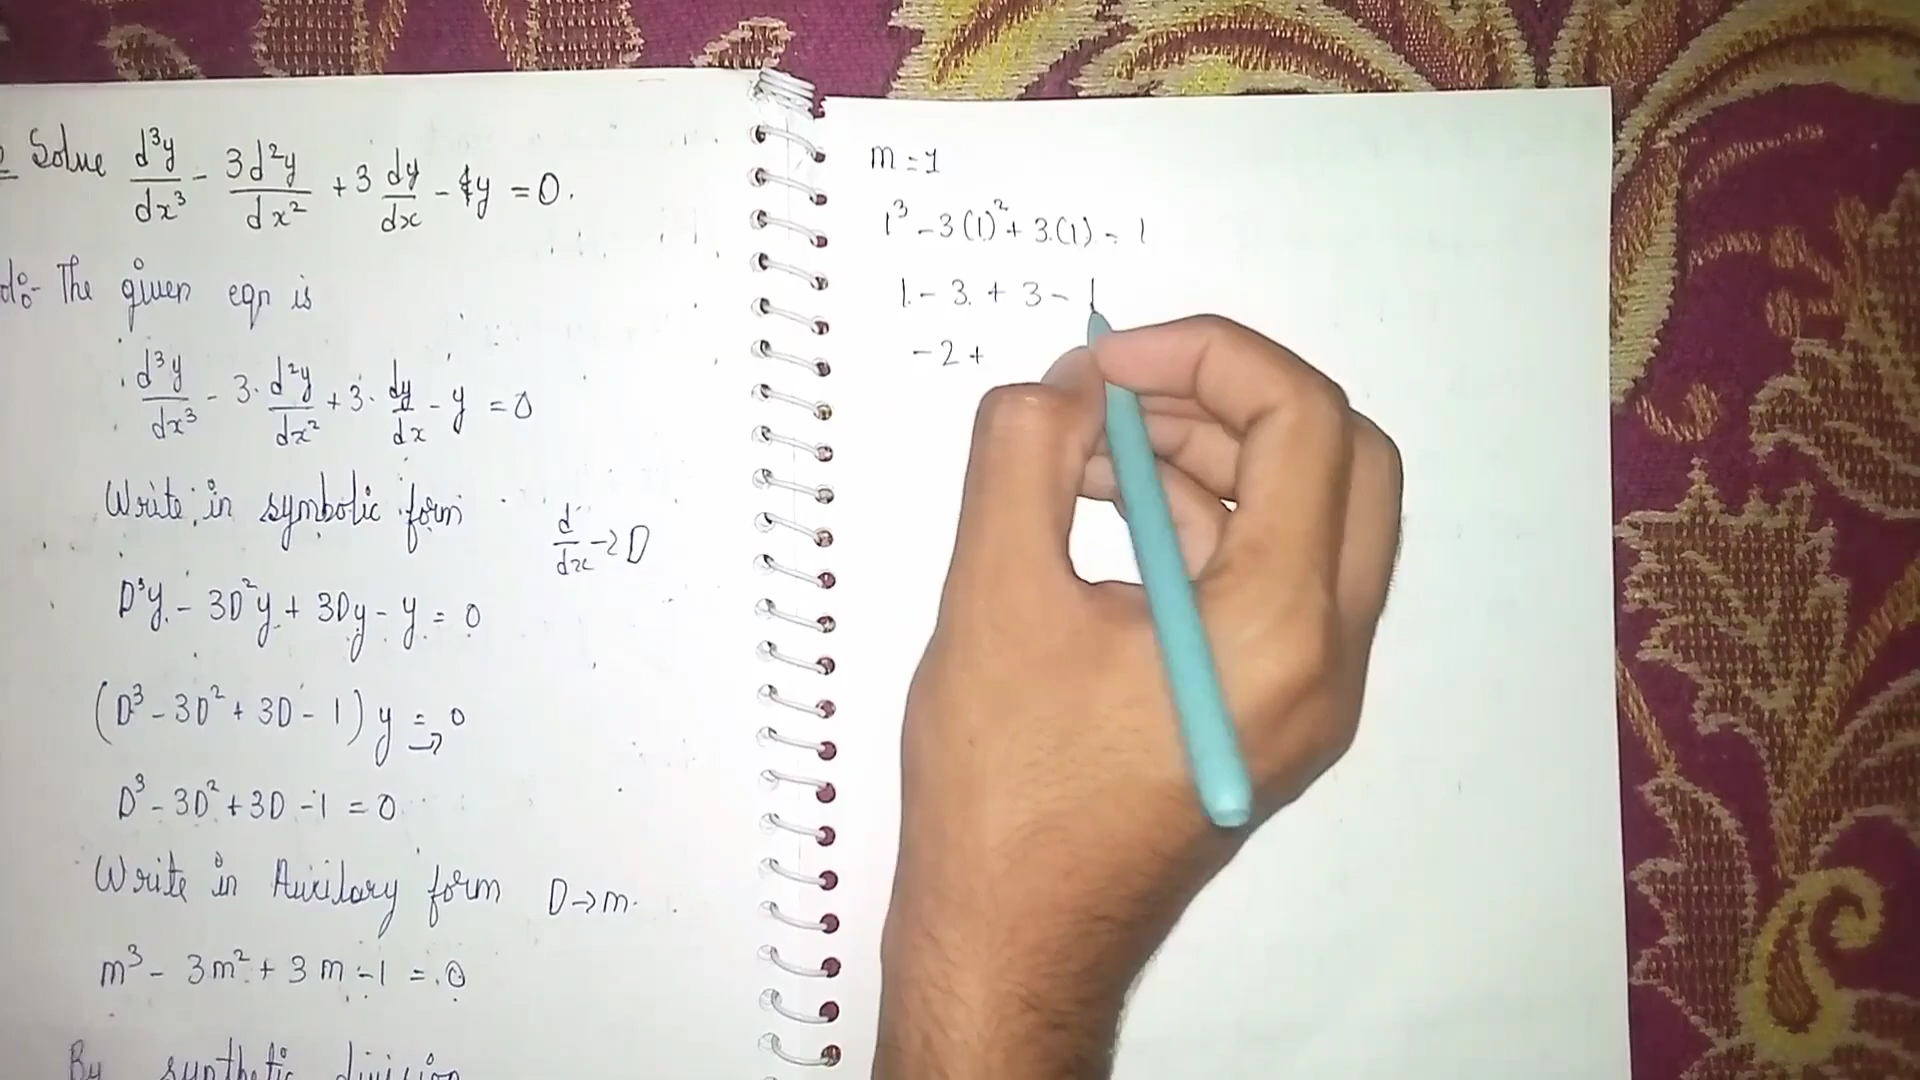 Solve d³y/dx³ - 3d²y/dx² + 3 dy/dx - y = 0.
The given eqn is
d³y/dx³ - 3. d²y/dx² + 3. dy/dx - y = 0
Write in symbolic form
d/dx → D
D³y - 3D²y + 3Dy - y = 0
(D³ - 3D² + 3D - 1) y = 0
D³ - 3D² + 3D - 1 = 0
Write in Auxilary form D → m.
m³ - 3m² + 3m - 1 = 0
By synthetic division
m = 1
1³ - 3(1)² + 3.(1) - 1
1 - 3 + 3 - 1
- 2 +